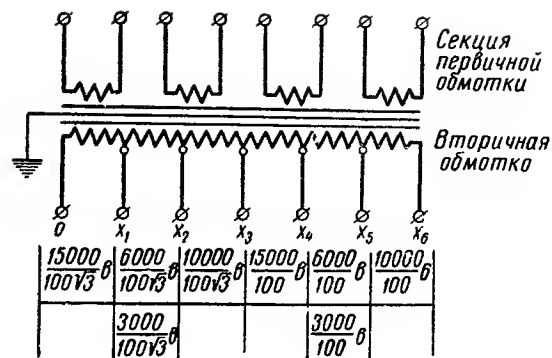 Секция
первичной
обмотки
Вторичная
обмотко
0 X₁ X₂ X₃ X₄ X₅ X₆
15000/100√3 в 6000/100√3 в 10000/100√3 в 15000/100 в 6000/100 в 10000/100 в
3000/100√3 в 3000/100 в